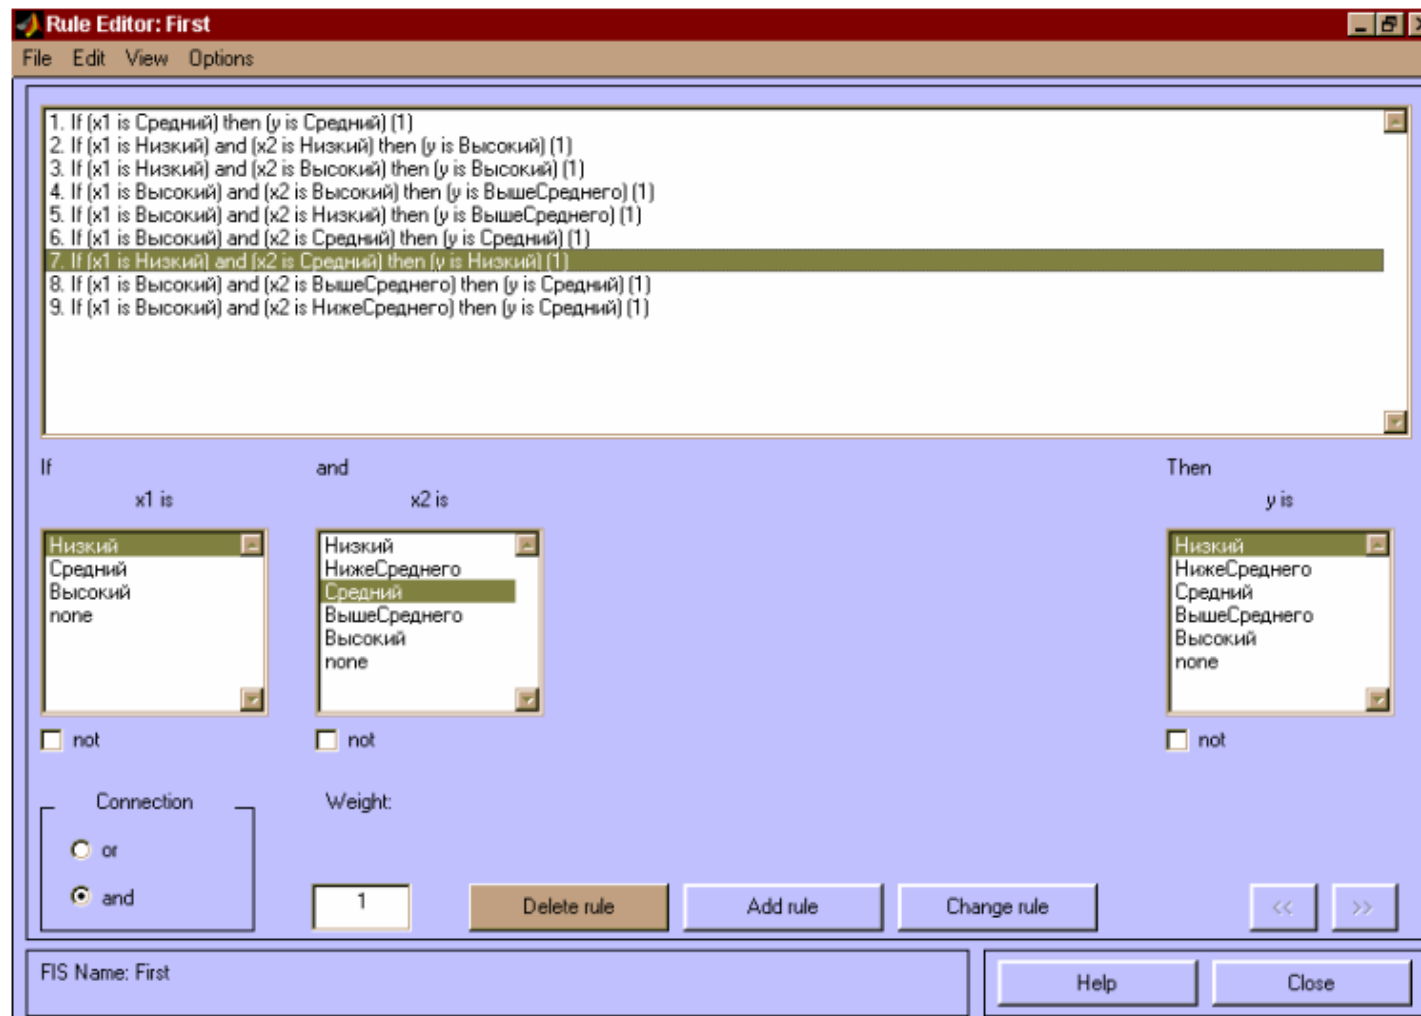 Rule Editor: First
File Edit View Options
1. If (x1 is Средний) then (y is Средний) (1)
2. If (x1 is Низкий) and (x2 is Низкий) then (y is Высокий) (1)
3. If (x1 is Низкий) and (x2 is Высокий) then (y is Высокий) (1)
4. If (x1 is Высокий) and (x2 is Высокий) then (y is ВышеСреднего) (1)
5. If (x1 is Высокий) and (x2 is Низкий) then (y is ВышеСреднего) (1)
6. If (x1 is Высокий) and (x2 is Средний) then (y is Средний) (1)
7. If (x1 is Низкий) and (x2 is Средний) then (y is Низкий) (1)
8. If (x1 is Высокий) and (x2 is ВышеСреднего) then (y is Средний) (1)
9. If (x1 is Высокий) and (x2 is НижеСреднего) then (y is Средний) (1)
If and Then
x1 is x2 is y is
Низкий Низкий Низкий
Средний НижеСреднего НижеСреднего
Высокий Средний Средний
none ВышеСреднего ВышеСреднего
Высокий Высокий
none none
not not not
Connection Weight:
or
and 1 Delete rule Add rule Change rule << >>
FIS Name: First Help Close